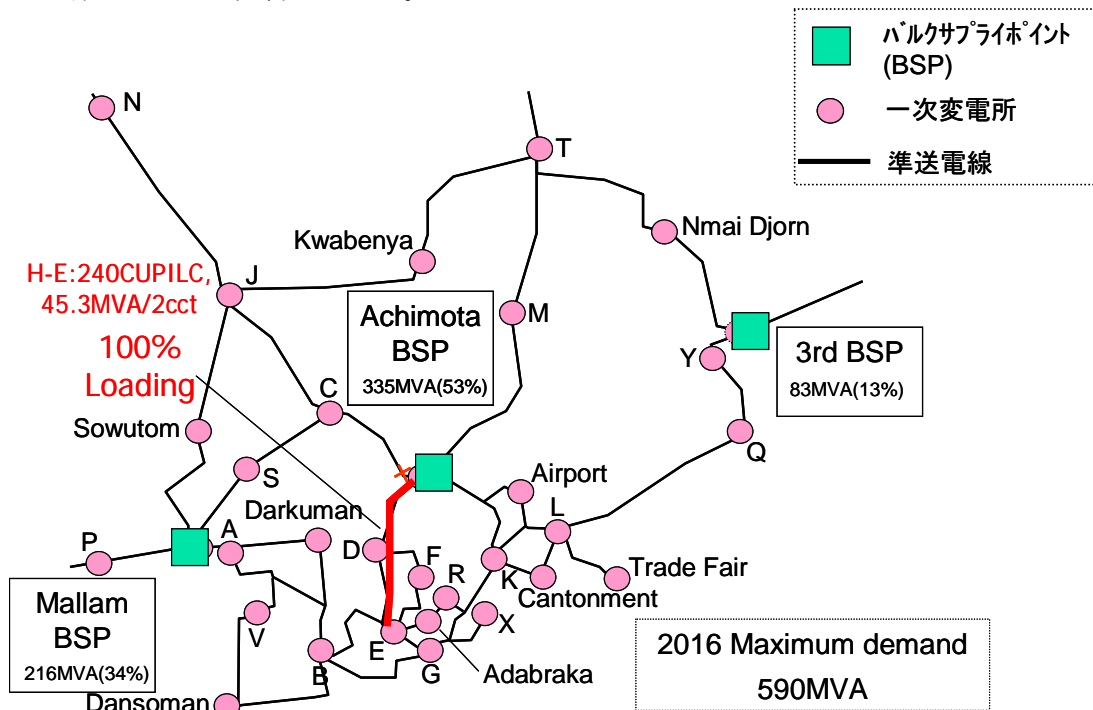 バルクサプライポイント
(BSP)
一次変電所
準送電線
N
T
Nmai Djorn
Kwabenya
H-E:240CUPILC,
45.3MVA/2cct
100%
Loading
J
Achimota
BSP
335MVA(53%)
M
3rd BSP
83MVA(13%)
Y
C
Sowutom
S
Q
Airport
Darkuman
L
P
A
D
F
K
R
Trade Fair
Cantonment
Mallam
BSP
216MVA(34%)
V
X
E
B
G
Adabraka
2016 Maximum demand
590MVA
Dansoman